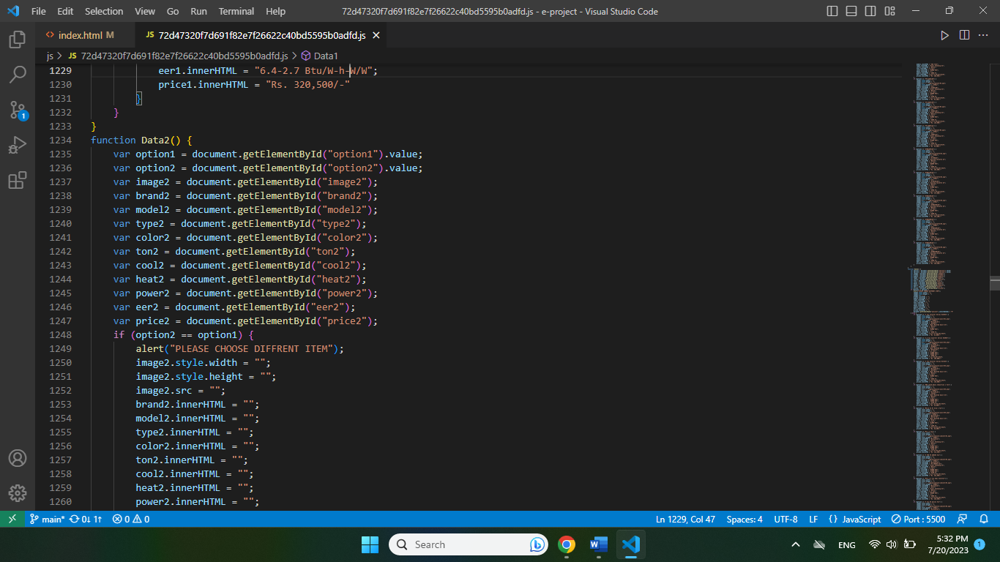 File Edit Selection View Go Run Terminal Help 72d47320f7d691f82e7f26622c40bd5595b0adfd.js - e-project - Visual Studio Code
index.html M JS 72d47320f7d691f82e7f26622c40bd5595b0adfd.js
js > JS 72d47320f7d691f82e7f26622c40bd5595b0adfd.js > Data1
1229 eer1.innerHTML = "6.4-2.7 Btu/W-h-W/W";
1230 price1.innerHTML = "Rs. 320,500/-"
1231 }
1232 }
1233 }
1234 function Data2() {
1235 var option1 = document.getElementById("option1").value;
1236 var option2 = document.getElementById("option2").value;
1237 var image2 = document.getElementById("image2");
1238 var brand2 = document.getElementById("brand2");
1239 var model2 = document.getElementById("model2");
1240 var type2 = document.getElementById("type2");
1241 var color2 = document.getElementById("color2");
1242 var ton2 = document.getElementById("ton2");
1243 var cool2 = document.getElementById("cool2");
1244 var heat2 = document.getElementById("heat2");
1245 var power2 = document.getElementById("power2");
1246 var eer2 = document.getElementById("eer2");
1247 var price2 = document.getElementById("price2");
1248 if (option2 == option1) {
1249 alert("PLEASE CHOOSE DIFFRENT ITEM");
1250 image2.style.width = "";
1251 image2.style.height = "";
1252 image2.src = "";
1253 brand2.innerHTML = "";
1254 model2.innerHTML = "";
1255 type2.innerHTML = "";
1256 color2.innerHTML = "";
1257 ton2.innerHTML = "";
1258 cool2.innerHTML = "";
1259 heat2.innerHTML = "";
1260 power2.innerHTML = "";
1
main* 0↓ 1↑ 0 0 Ln 1229, Col 47 Spaces: 4 UTF-8 LF {} JavaScript Port : 5500
Search ENG 5:32 PM
7/20/2023 1